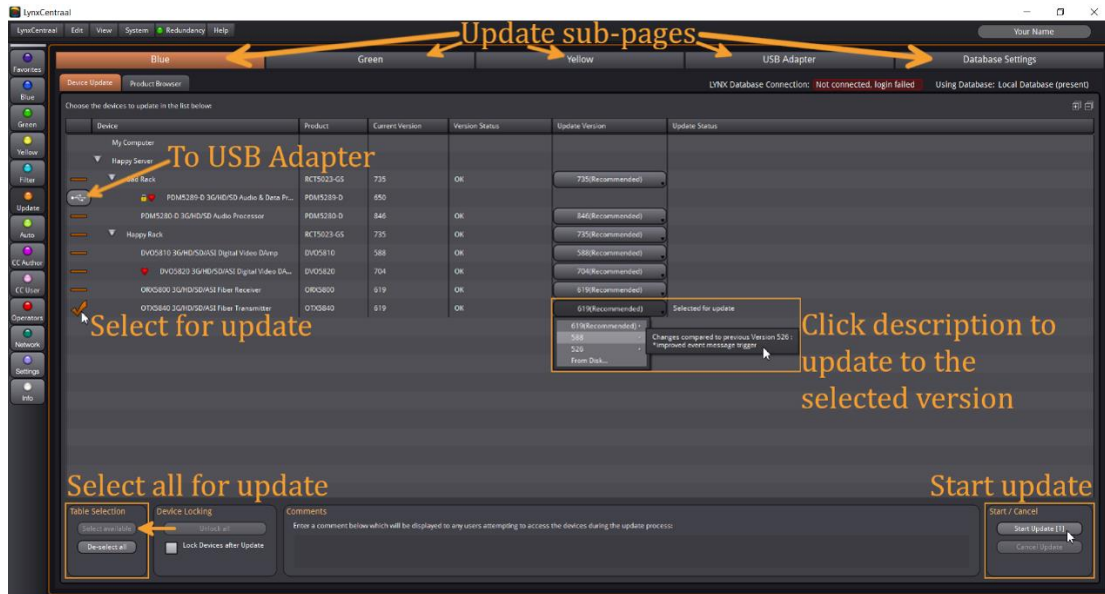 LynxCentraal
LynxCentraal Edit View System Redundancy Help
Update sub-pages
Your Name
Favorites
Blue
Green
Yellow
Filter
Update
Auto
CC Author
CC User
Operators
Network
Settings
Info
Blue Green Yellow USB Adapter Database Settings
Device Update Product Browser
LYNX Database Connection: Not connected, login failed Using Database: Local Database (present)
Choose the devices to update in the list below:
Device Product Current Version Version Status Update Version Update Status
My Computer
Happy Server
To USB Adapter
Rack RCT5023-GS 735 OK 735(Recommended)
PDM5289-D 3G/HD/SD Audio & Data Pr... PDM5289-D 650
PDM5280-D 3G/HD/SD Audio Processor PDM5280-D 846 OK 846(Recommended)
Happy Rack RCT5023-GS 735 OK 735(Recommended)
DVO5810 3G/HD/SD/ASI Digital Video DAmp DVO5810 588 OK 588(Recommended)
DVO5820 3G/HD/SD/ASI Digital Video DA... DVO5820 704 OK 704(Recommended)
ORX5800 3G/HD/SD/ASI Fiber Receiver ORX5800 619 OK 619(Recommended)
OTX5840 3G/HD/SD/ASI Fiber Transmitter OTX5840 619 OK 619(Recommended) Selected for update
Select for update
619(Recommended)
588
526
From Disk...
Changes compared to previous Version 526 :
*Improved event message trigger
Click description to
update to the
selected version
Select all for update
Start update
Table Selection
Select available
De-select all
Device Locking
Unlock all
Lock Devices after Update
Comments
Enter a comment below which will be displayed to any users attempting to access the devices during the update process:
Start / Cancel
Start Update [1]
Cancel Update